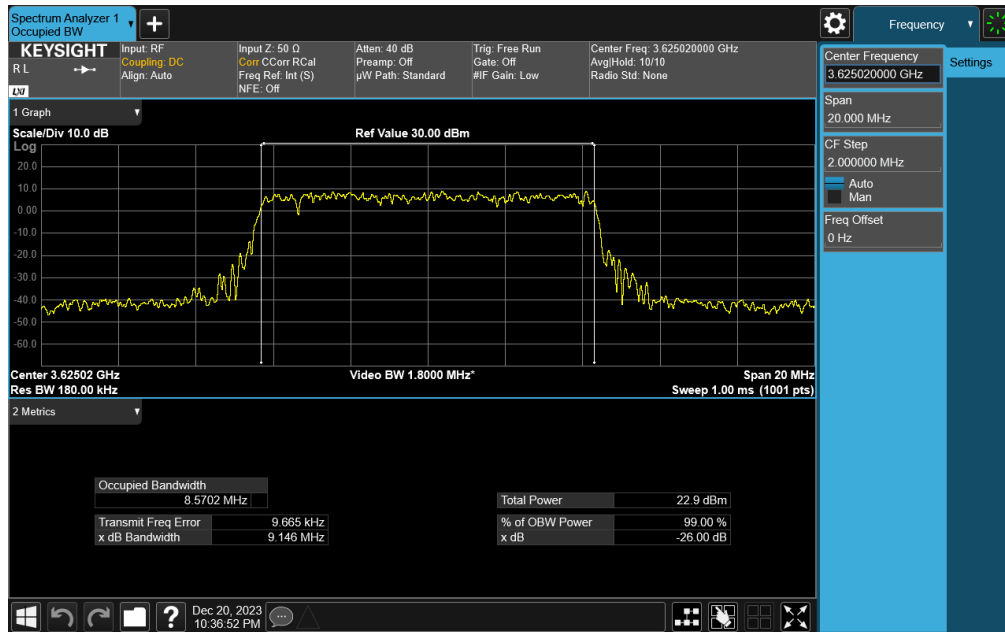 Spectrum Analyzer 1
Occupied BW
Frequency
KEYSIGHT
R L
LXI
Input: RF
Coupling: DC
Align: Auto
Input Z: 50 Ω
Corr CCorr RCal
Freq Ref: Int (S)
NFE: Off
Atten: 40 dB
Preamp: Off
µW Path: Standard
Trig: Free Run
Gate: Off
#IF Gain: Low
Center Freq: 3.625020000 GHz
Avg|Hold: 10/10
Radio Std: None
Center Frequency
3.625020000 GHz
Settings
Span
20.000 MHz
CF Step
2.000000 MHz
Auto
Man
Freq Offset
0 Hz
1 Graph
Scale/Div 10.0 dB
Ref Value 30.00 dBm
Log
20.0
10.0
0.00
-10.0
-20.0
-30.0
-40.0
-50.0
-60.0
Center 3.62502 GHz
Video BW 1.8000 MHz*
Span 20 MHz
Res BW 180.00 kHz
Sweep 1.00 ms (1001 pts)
2 Metrics
Occupied Bandwidth
8.5702 MHz
Total Power 22.9 dBm
Transmit Freq Error 9.665 kHz
% of OBW Power 99.00 %
x dB Bandwidth 9.146 MHz
x dB -26.00 dB
?
Dec 20, 2023
10:36:52 PM